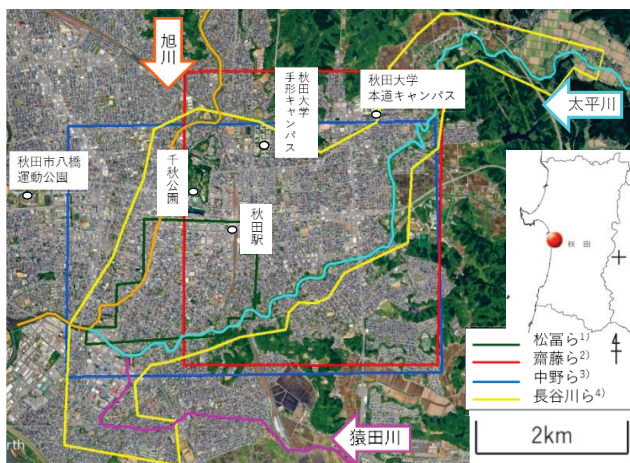 旭川
秋田大学
手形キャンパス
秋田大学
本道キャンパス
太平川
秋田市八橋
運動公園
千秋公園
秋田駅
秋田
松冨ら1)
齋藤ら2)
中野ら3)
長谷川ら4)
4
2km
猿田川
orth